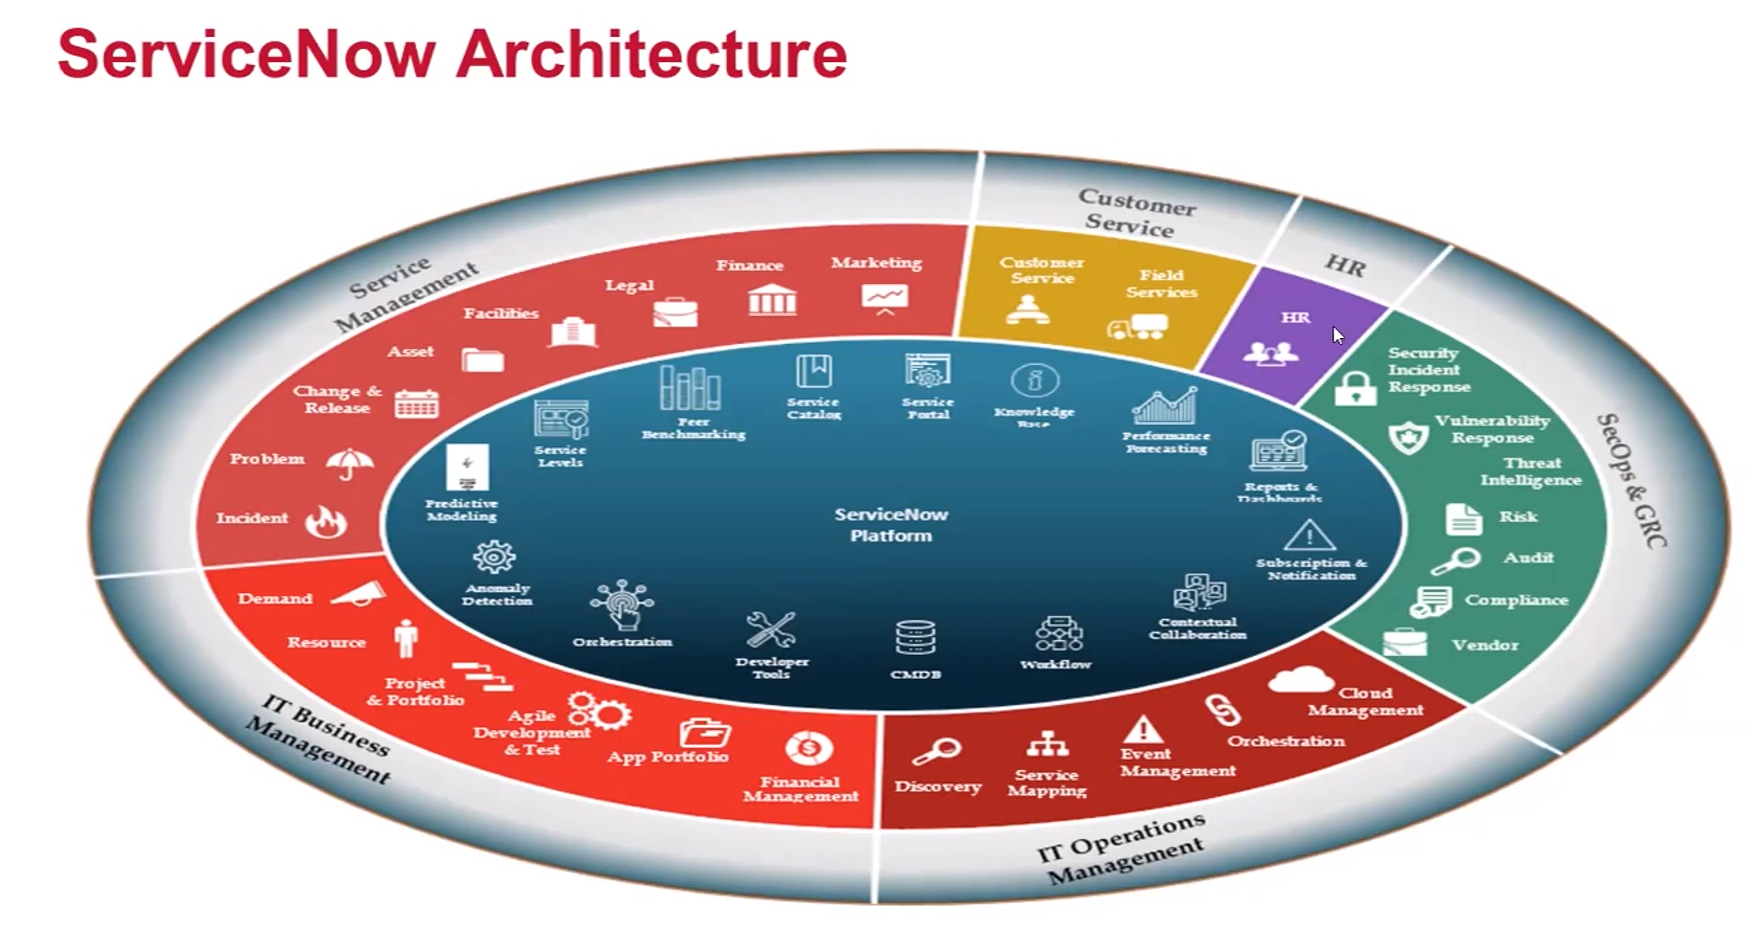 ServiceNow Architecture
Service
Management
Incident
Problem
Change &
Release
Asset
Facilities
Legal
Finance
Marketing
Customer
Service
Customer
Service
Field
Services
HR
HR
SecOps & GRC
Security
Incident
Response
Vulnerability
Response
Threat
Intelligence
Risk
Audit
Compliance
Vendor
IT Operations
Management
Cloud
Management
Orchestration
Event
Management
Service
Mapping
Discovery
IT Business
Management
Financial
Management
App Portfolio
Agile
Development
& Test
Project
& Portfolio
Resource
Demand
ServiceNow
Platform
Predictive
Modeling
Service
Levels
Peer
Benchmarking
Service
Catalog
Service
Portal
Knowledge
Base
Performance
Forecasting
Reports &
Dashboards
Subscription &
Notification
Contextual
Collaboration
Workflow
CMDB
Developer
Tools
Orchestration
Anomaly
Detection